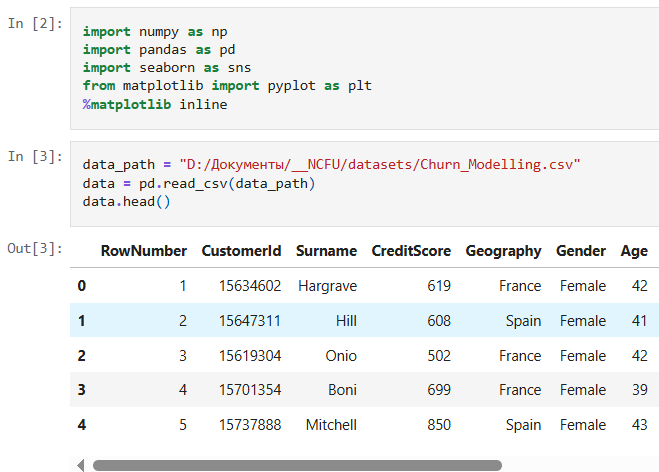 In [2]:
import numpy as np
import pandas as pd
import seaborn as sns
from matplotlib import pyplot as plt
%matplotlib inline
In [3]:
data_path = "D:/Документы/__NCFU/datasets/Churn_Modelling.csv"
data = pd.read_csv(data_path)
data.head()
Out[3]:
RowNumber CustomerId Surname CreditScore Geography Gender Age
0 1 15634602 Hargrave 619 France Female 42
1 2 15647311 Hill 608 Spain Female 41
2 3 15619304 Onio 502 France Female 42
3 4 15701354 Boni 699 France Female 39
4 5 15737888 Mitchell 850 Spain Female 43